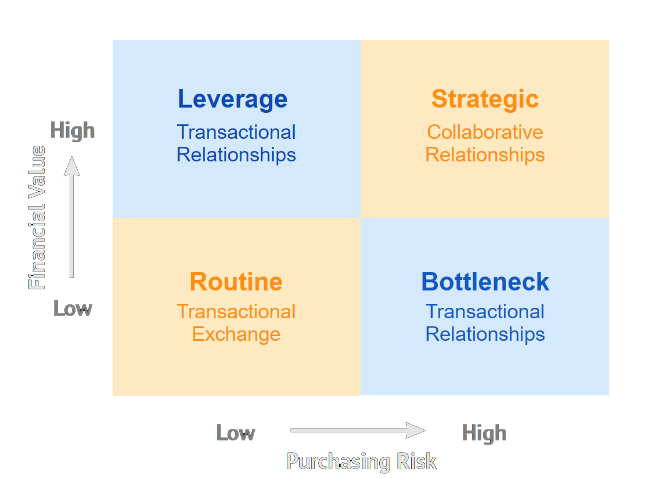 Leverage
Transactional
Relationships
Strategic
Collaborative
Relationships
High
Financial Value
Low
Routine
Transactional
Exchange
Bottleneck
Transactional
Relationships
Low
High
Purchasing Risk